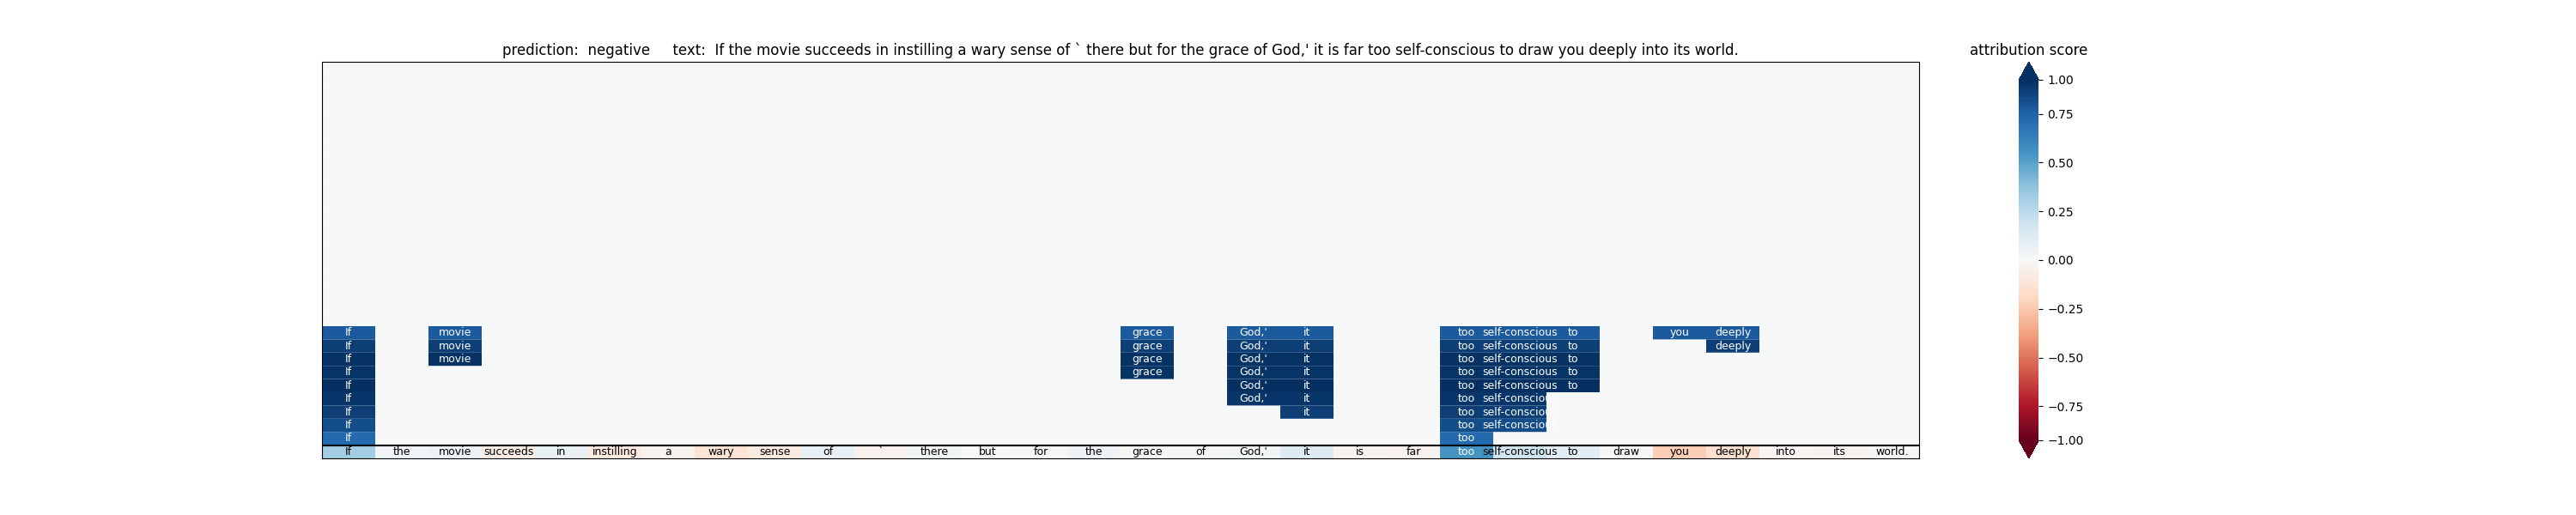 prediction:  negative     text:  If the movie succeeds in instilling a wary sense of ` there but for the grace of God,' it is far too self-conscious to draw you deeply into its world.
attribution score
1.00
0.75
0.50
0.25
0.00
−0.25
−0.50
−0.75
−1.00
If movie grace God,' it too self-conscious to you deeply
If movie grace God,' it too self-conscious to deeply
If movie grace God,' it too self-conscious to
If grace God,' it too self-conscious to
If God,' it too self-conscious to
If God,' it too self-consciou
If it too self-consciou
If too self-consciou
If too
If the movie succeeds in instilling a wary sense of ` there but for the grace of God,' it is far too self-conscious to draw you deeply into its world.